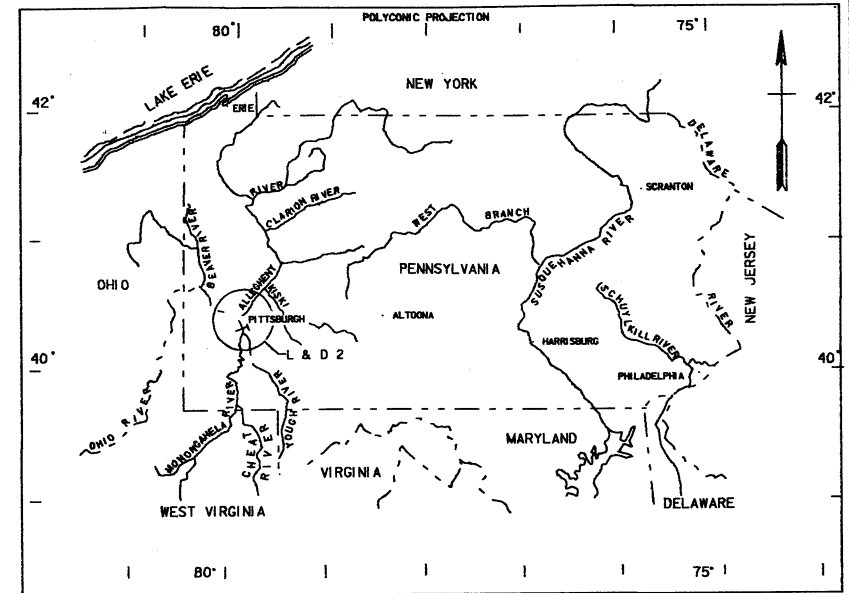 POLYCONIC PROJECTION
80°
75°
LAKE ERIE
NEW YORK
42°
42°
ERIE
DELAWARE
RIVER
SCRANTON
CLARION RIVER
WEST
BRANCH
BEAVER RIVER
SUSQUEHANNA RIVER
OHIO
ALLEGHENY
KISKI
PENNSYLVANIA
NEW JERSEY
PITTSBURGH
ALTOONA
SCHUYLKILL RIVER
RIVER
HARRISBURG
L & D 2
40°
40°
PHILADELPHIA
OHIO RIVER
MONONGAHELA RIVER
CHEAT RIVER
YOUGH RIVER
MARYLAND
VIRGINIA
WEST VIRGINIA
DELAWARE
80°
75°